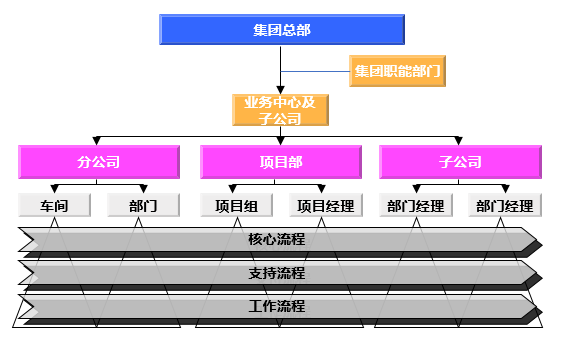 集团总部
集团职能部门
业务中心及
子公司
分公司
项目部
子公司
车间
部门
项目组
项目经理
部门经理
部门经理
核心流程
支持流程
工作流程